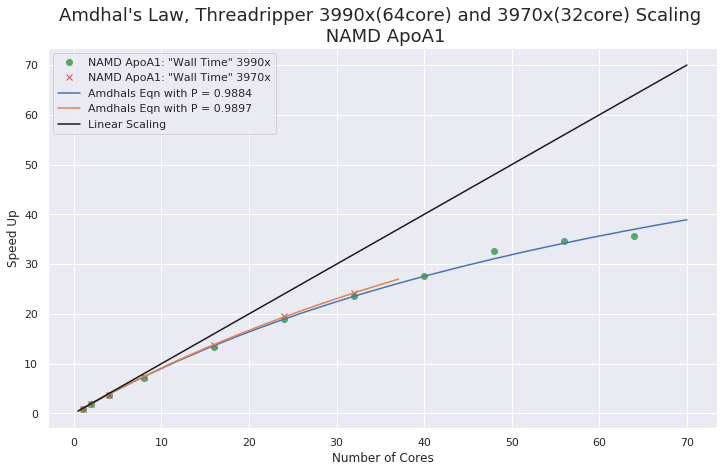 Amdhal's Law, Threadripper 3990x(64core) and 3970x(32core) Scaling
NAMD ApoA1
NAMD ApoA1: "Wall Time" 3990x
NAMD ApoA1: "Wall Time" 3970x
Amdhals Eqn with P = 0.9884
Amdhals Eqn with P = 0.9897
Linear Scaling
Speed Up
70
60
50
40
30
20
10
0
0 10 20 30 40 50 60 70
Number of Cores